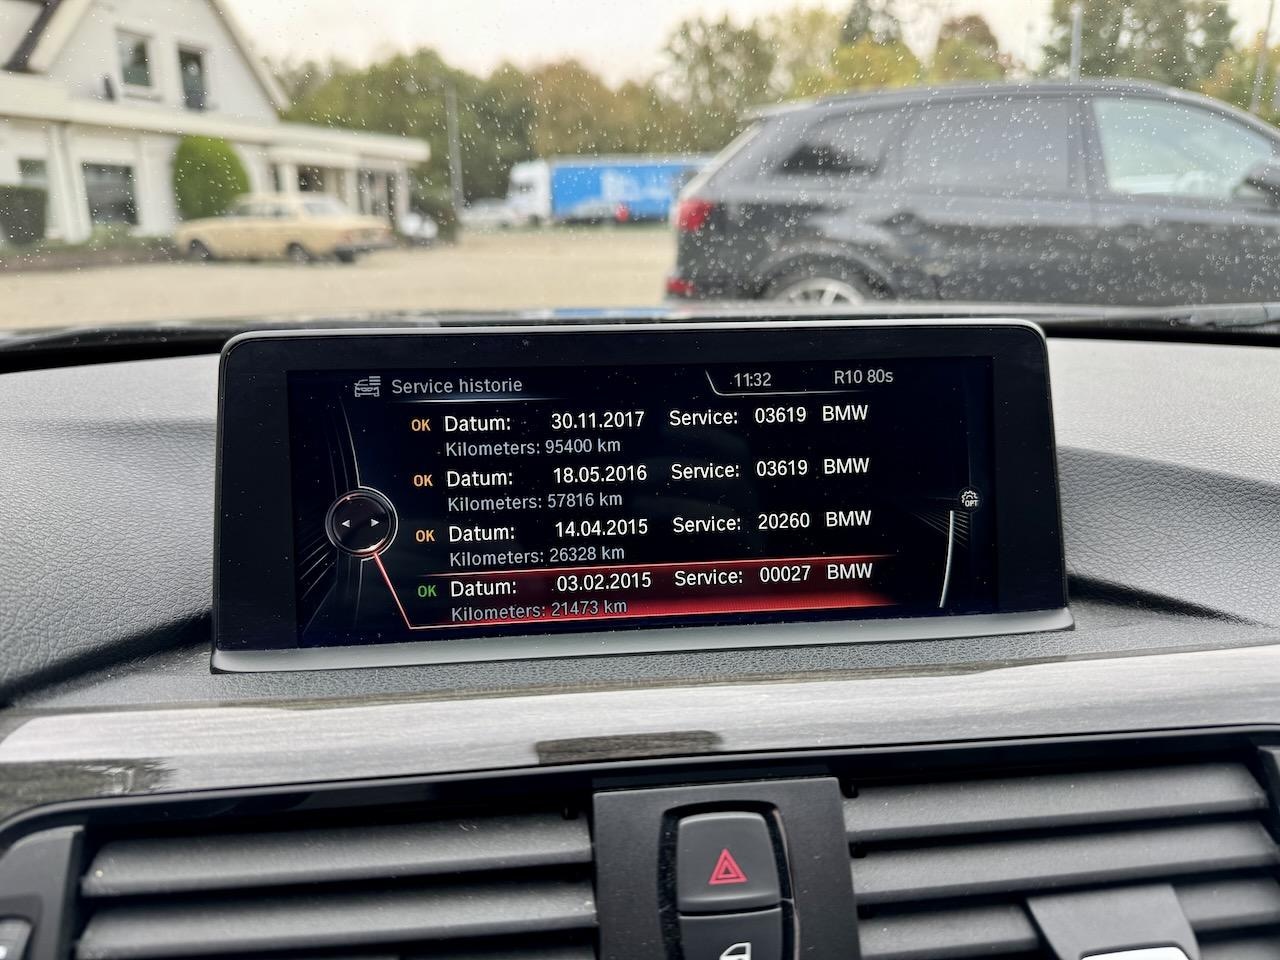 Service historie 11:32 R10 80s
OK Datum: 30.11.2017 Service: 03619 BMW
Kilometers: 95400 km
OK Datum: 18.05.2016 Service: 03619 BMW
Kilometers: 57816 km
OPT
OK Datum: 14.04.2015 Service: 20260 BMW
Kilometers: 26328 km
OK Datum: 03.02.2015 Service: 00027 BMW
Kilometers: 21473 km